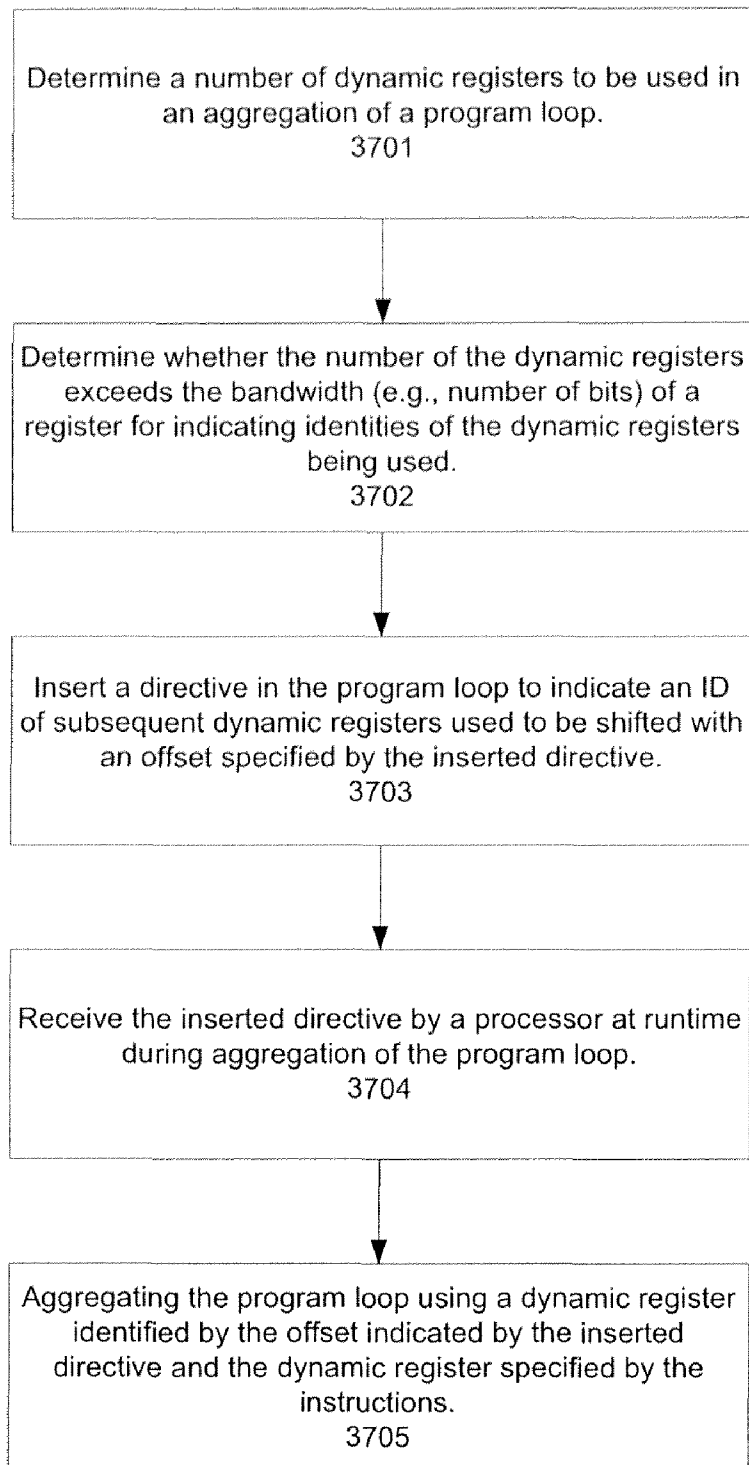 Determine a number of dynamic registers to be used in
an aggregation of a program loop.
3701
Determine whether the number of the dynamic registers
exceeds the bandwidth (e.g., number of bits) of a
register for indicating identities of the dynamic registers
being used.
3702
Insert a directive in the program loop to indicate an ID
of subsequent dynamic registers used to be shifted with
an offset specified by the inserted directive.
3703
Receive the inserted directive by a processor at runtime
during aggregation of the program loop.
3704
Aggregating the program loop using a dynamic register
identified by the offset indicated by the inserted
directive and the dynamic register specified by the
instructions.
3705